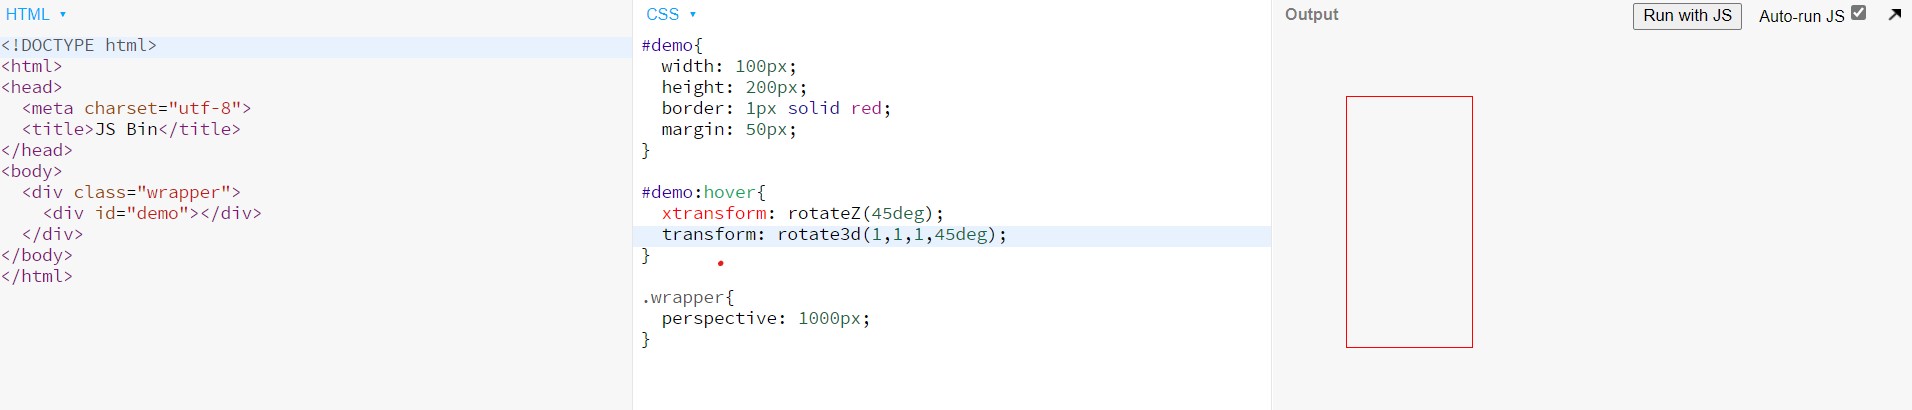 HTML ▾
<!DOCTYPE html>
<html>
<head>
  <meta charset="utf-8">
  <title>JS Bin</title>
</head>
<body>
  <div class="wrapper">
    <div id="demo"></div>
  </div>
</body>
</html>
CSS ▾
#demo{
  width: 100px;
  height: 200px;
  border: 1px solid red;
  margin: 50px;
}

#demo:hover{
  xtransform: rotateZ(45deg);
  transform: rotate3d(1,1,1,45deg);
}

.wrapper{
  perspective: 1000px;
}
Output Run with JS Auto-run JS